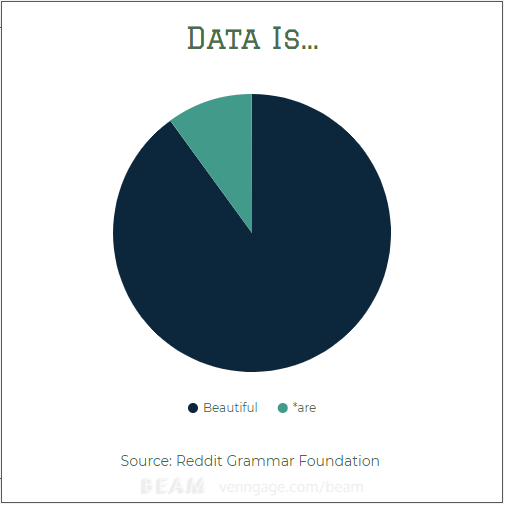 Data Is...
Beautiful *are
Source: Reddit Grammar Foundation
BEAM venngage.com/beam